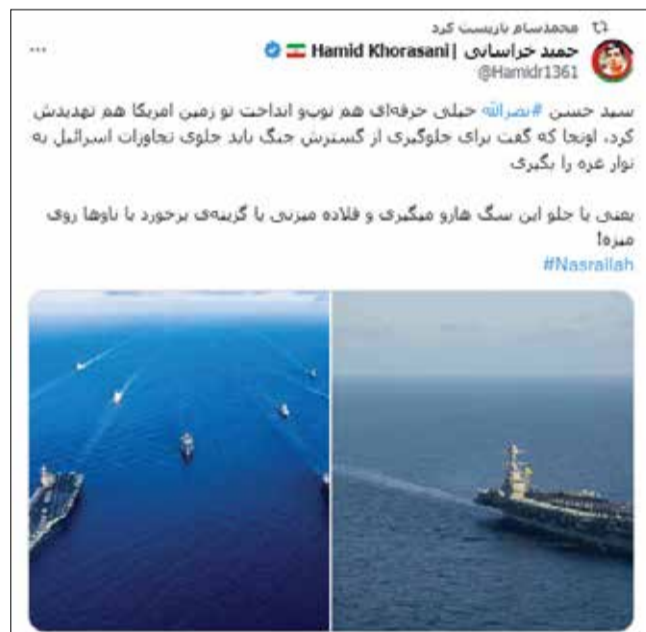 محمدسام بازپست کرد
حمید خراسانی | Hamid Khorasani
@Hamidr1361
سید حسن #نصرالله خیلی حرفه‌ای هم توپو انداخت تو زمین امریکا هم تهدیدش
کرد، اونجا که گفت برای جلوگیری از گسترش جنگ باید جلوی تجاوزات اسرائیل به
نوار غزه را بگیری
یعنی یا جلو این سگ هارو میگیری و قلاده میزنی یا گزینه‌ی برخورد با ناوها روی
میزه!
#Nasrallah